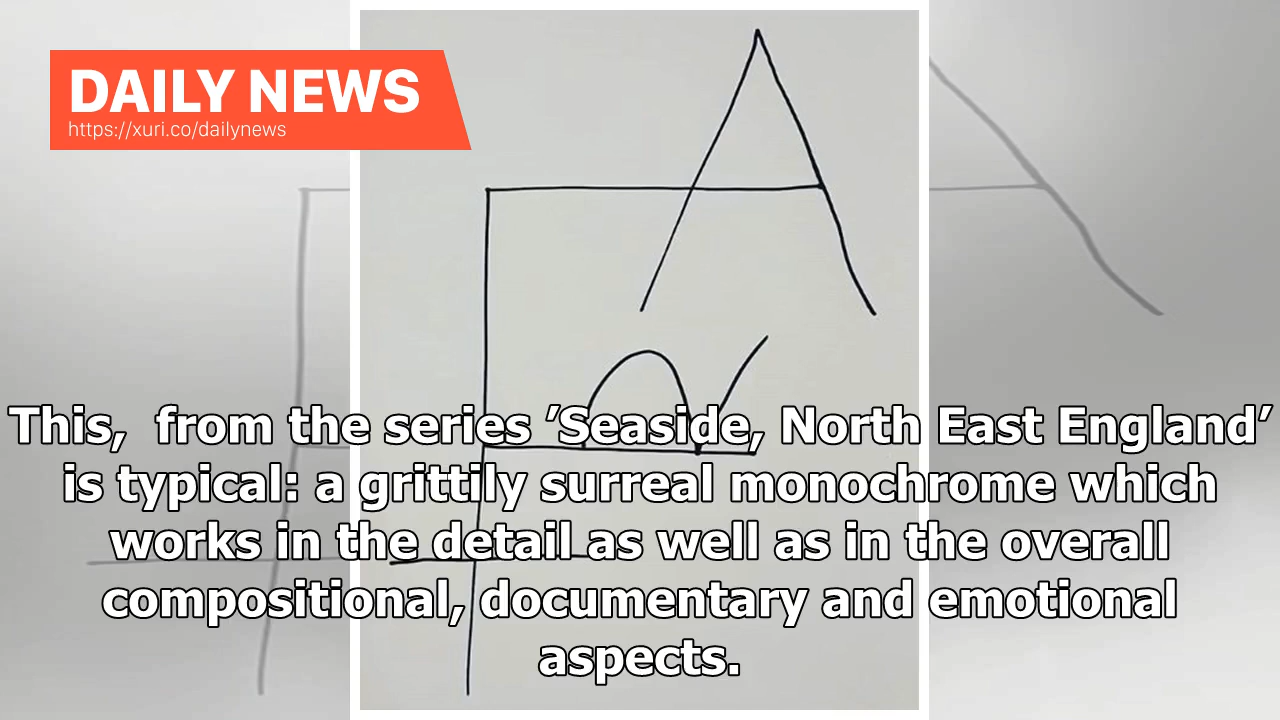 DAILY NEWS
https://xuri.co/dailynews
This,  from the series ’Seaside, North East England’
is typical: a grittily surreal monochrome which
works in the detail as well as in the overall
compositional, documentary and emotional
aspects.